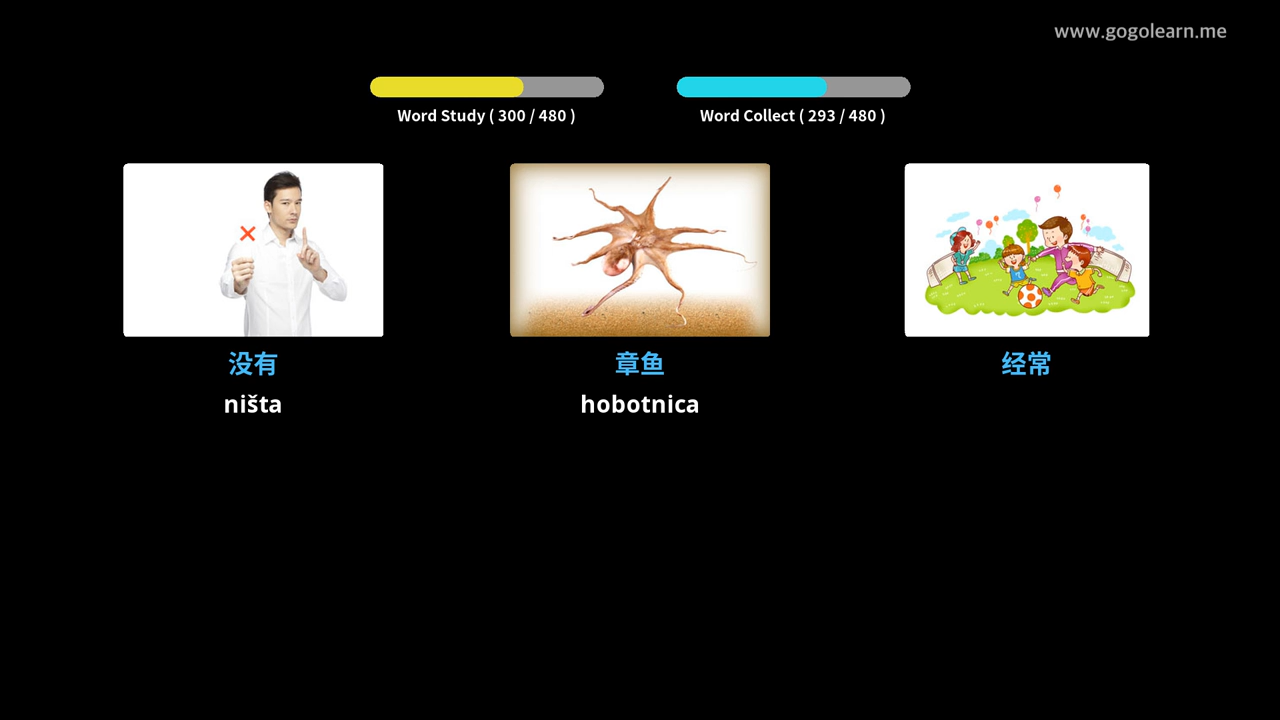 www.gogolearn.me
Word Study ( 300 / 480 )
Word Collect ( 293 / 480 )
没有
章鱼
经常
ništa
hobotnica